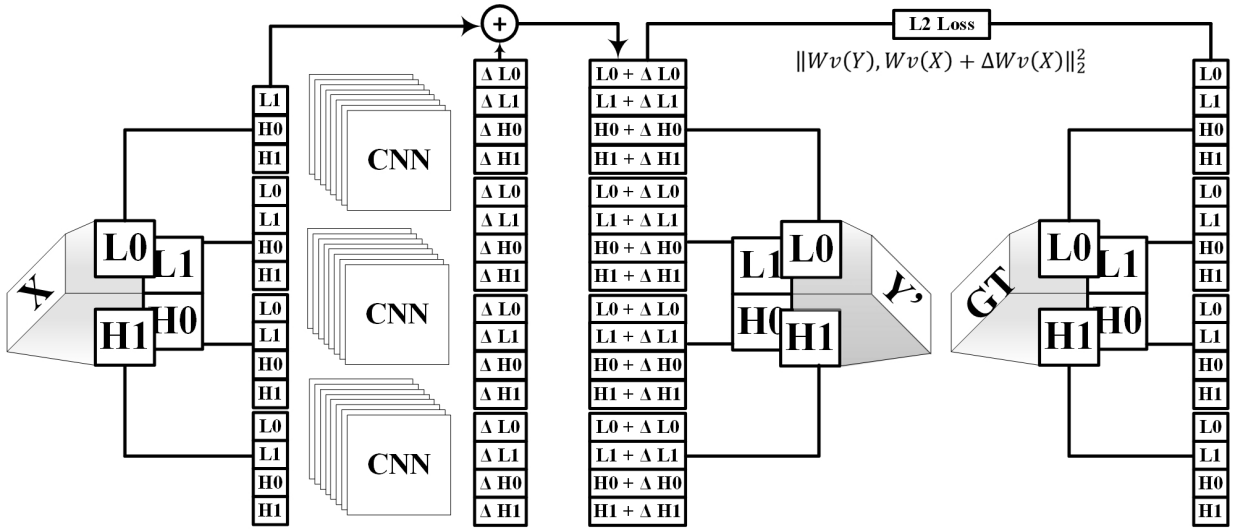 L2 Loss
‖Wv(Y), Wv(X) + ΔWv(X)‖₂²
+
X
L0
L1
H0
H1
L1
H0
H1
L0
L1
H0
H1
L0
L1
H0
H1
L0
L1
H0
H1
CNN
CNN
CNN
Δ L0
Δ L1
Δ H0
Δ H1
Δ L0
Δ L1
Δ H0
Δ H1
Δ L0
Δ L1
Δ H0
Δ H1
Δ L0
Δ L1
Δ H0
Δ H1
L0 + Δ L0
L1 + Δ L1
H0 + Δ H0
H1 + Δ H1
L0 + Δ L0
L1 + Δ L1
H0 + Δ H0
H1 + Δ H1
L0 + Δ L0
L1 + Δ L1
H0 + Δ H0
H1 + Δ H1
L0 + Δ L0
L1 + Δ L1
H0 + Δ H0
H1 + Δ H1
L1
L0
H0
H1
Y’
GT
L0
L1
H0
H1
L0
L1
H0
H1
L0
L1
H0
H1
L0
L1
H0
H1
L0
L1
H0
H1